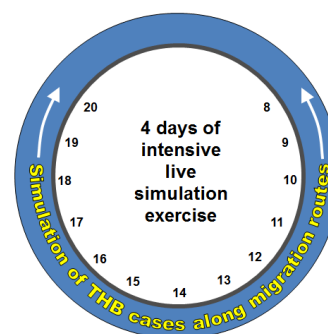 4 days of
intensive
live
simulation
exercise
8
9
10
11
12
13
14
15
16
17
18
19
20
Simulation of THB cases along migration routes